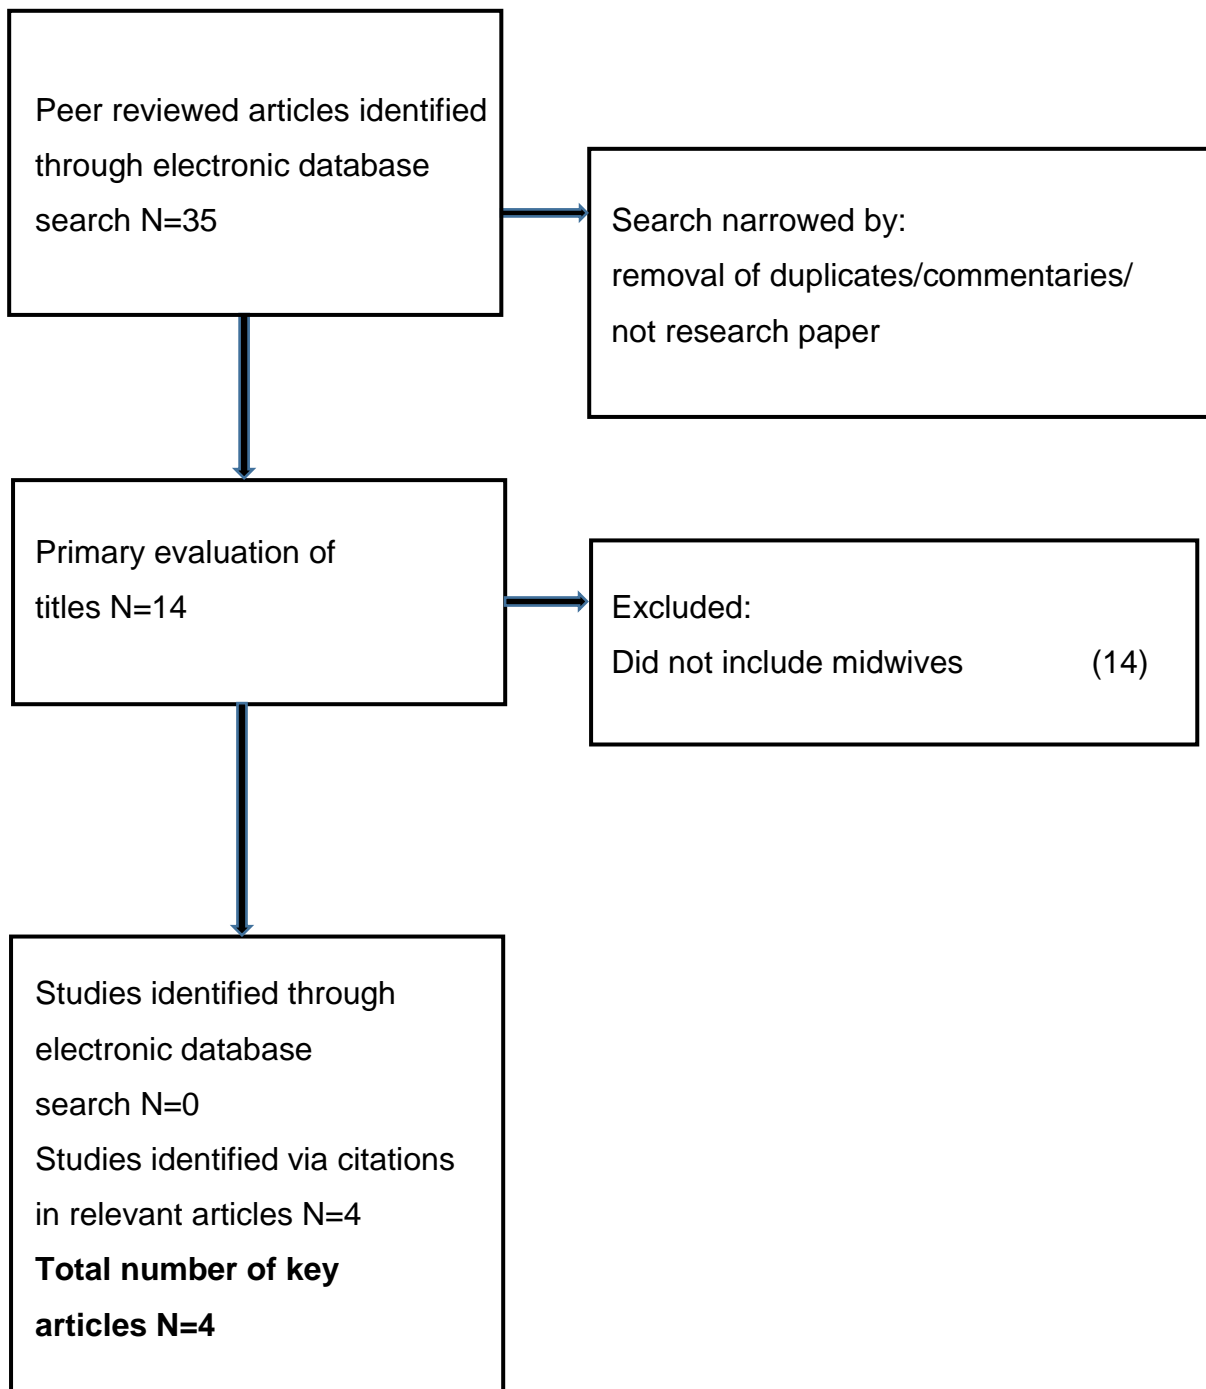 Peer reviewed articles identified
through electronic database
search N=35
Search narrowed by:
removal of duplicates/commentaries/
not research paper
Primary evaluation of
titles N=14
Excluded:
Did not include midwives (14)
Studies identified through
electronic database
search N=0
Studies identified via citations
in relevant articles N=4
Total number of key
articles N=4